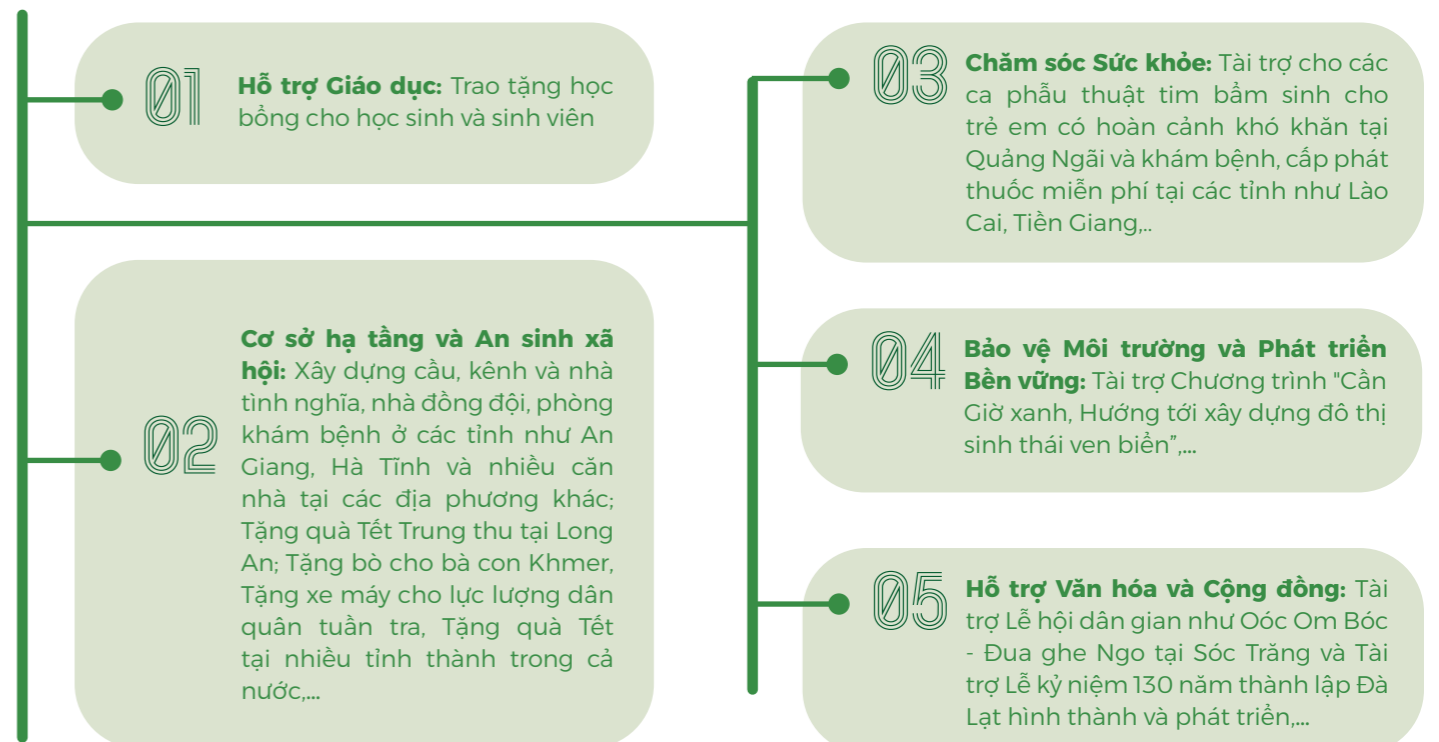 01
Hỗ trợ Giáo dục: Trao tặng học
bổng cho học sinh và sinh viên
02
Cơ sở hạ tầng và An sinh xã
hội: Xây dựng cầu, kênh và nhà
tình nghĩa, nhà đồng đội, phòng
khám bệnh ở các tỉnh như An
Giang, Hà Tĩnh và nhiều căn
nhà tại các địa phương khác;
Tặng quà Tết Trung thu tại Long
An; Tặng bò cho bà con Khmer,
Tặng xe máy cho lực lượng dân
quân tuần tra, Tặng quà Tết
tại nhiều tỉnh thành trong cả
nước,...
03
Chăm sóc Sức khỏe: Tài trợ cho các
ca phẫu thuật tim bẩm sinh cho
trẻ em có hoàn cảnh khó khăn tại
Quảng Ngãi và khám bệnh, cấp phát
thuốc miễn phí tại các tỉnh như Lào
Cai, Tiền Giang,..
04
Bảo vệ Môi trường và Phát triển
Bền vững: Tài trợ Chương trình "Cần
Giờ xanh, Hướng tới xây dựng đô thị
sinh thái ven biển”,...
05
Hỗ trợ Văn hóa và Cộng đồng: Tài
trợ Lễ hội dân gian như Oóc Om Bóc
- Đua ghe Ngo tại Sóc Trăng và Tài
trợ Lễ kỷ niệm 130 năm thành lập Đà
Lạt hình thành và phát triển,...